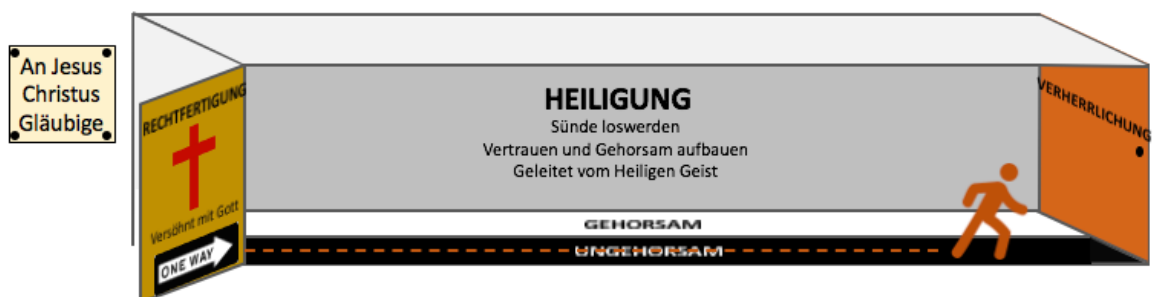 An Jesus
Christus
Gläubige
RECHTFERTIGUNG
Versöhnt mit Gott
ONE WAY
HEILIGUNG
Sünde loswerden
Vertrauen und Gehorsam aufbauen
Geleitet vom Heiligen Geist
GEHORSAM
UNGEHORSAM
VERHERRLICHUNG